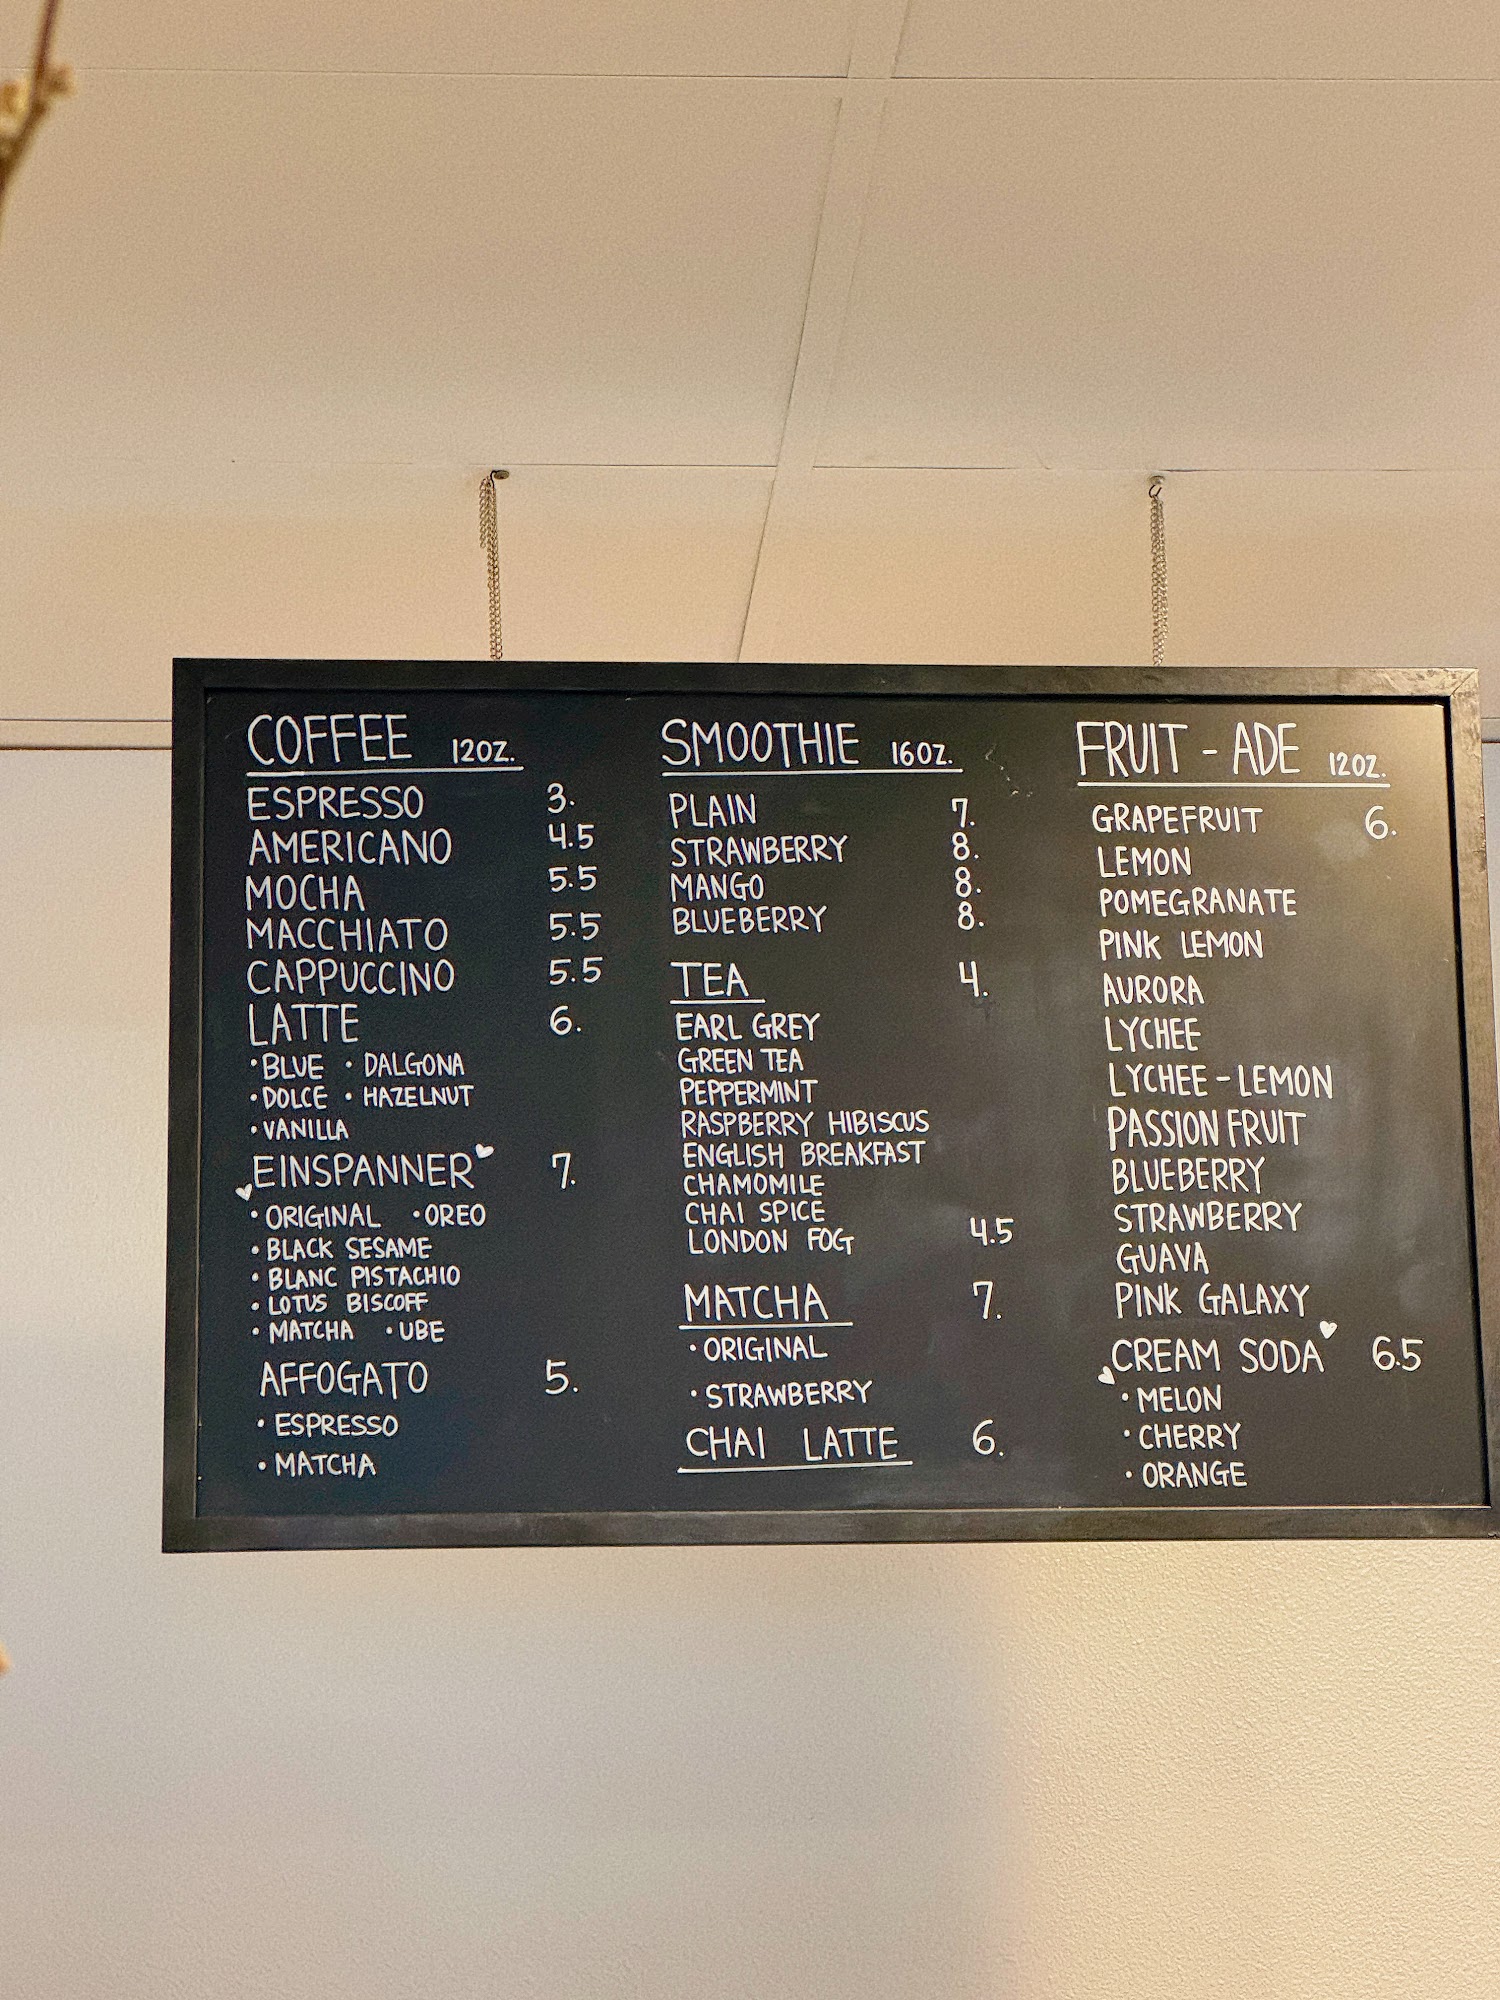 COFFEE 12OZ.
ESPRESSO 3.
AMERICANO 4.5
MOCHA 5.5
MACCHIATO 5.5
CAPPUCCINO 5.5
LATTE 6.
• BLUE • DALGONA
• DOLCE • HAZELNUT
• VANILLA
EINSPANNER 7.
• ORIGINAL • OREO
• BLACK SESAME
• BLANC PISTACHIO
• LOTUS BISCOFF
• MATCHA • UBE
AFFOGATO 5.
• ESPRESSO
• MATCHA
SMOOTHIE 16OZ.
PLAIN 7.
STRAWBERRY 8.
MANGO 8.
BLUEBERRY 8.
TEA 4.
EARL GREY
GREEN TEA
PEPPERMINT
RASPBERRY HIBISCUS
ENGLISH BREAKFAST
CHAMOMILE
CHAI SPICE
LONDON FOG 4.5
MATCHA 7.
• ORIGINAL
• STRAWBERRY
CHAI LATTE 6.
FRUIT - ADE 12OZ.
GRAPEFRUIT 6.
LEMON
POMEGRANATE
PINK LEMON
AURORA
LYCHEE
LYCHEE - LEMON
PASSION FRUIT
BLUEBERRY
STRAWBERRY
GUAVA
PINK GALAXY
CREAM SODA 6.5
• MELON
• CHERRY
• ORANGE